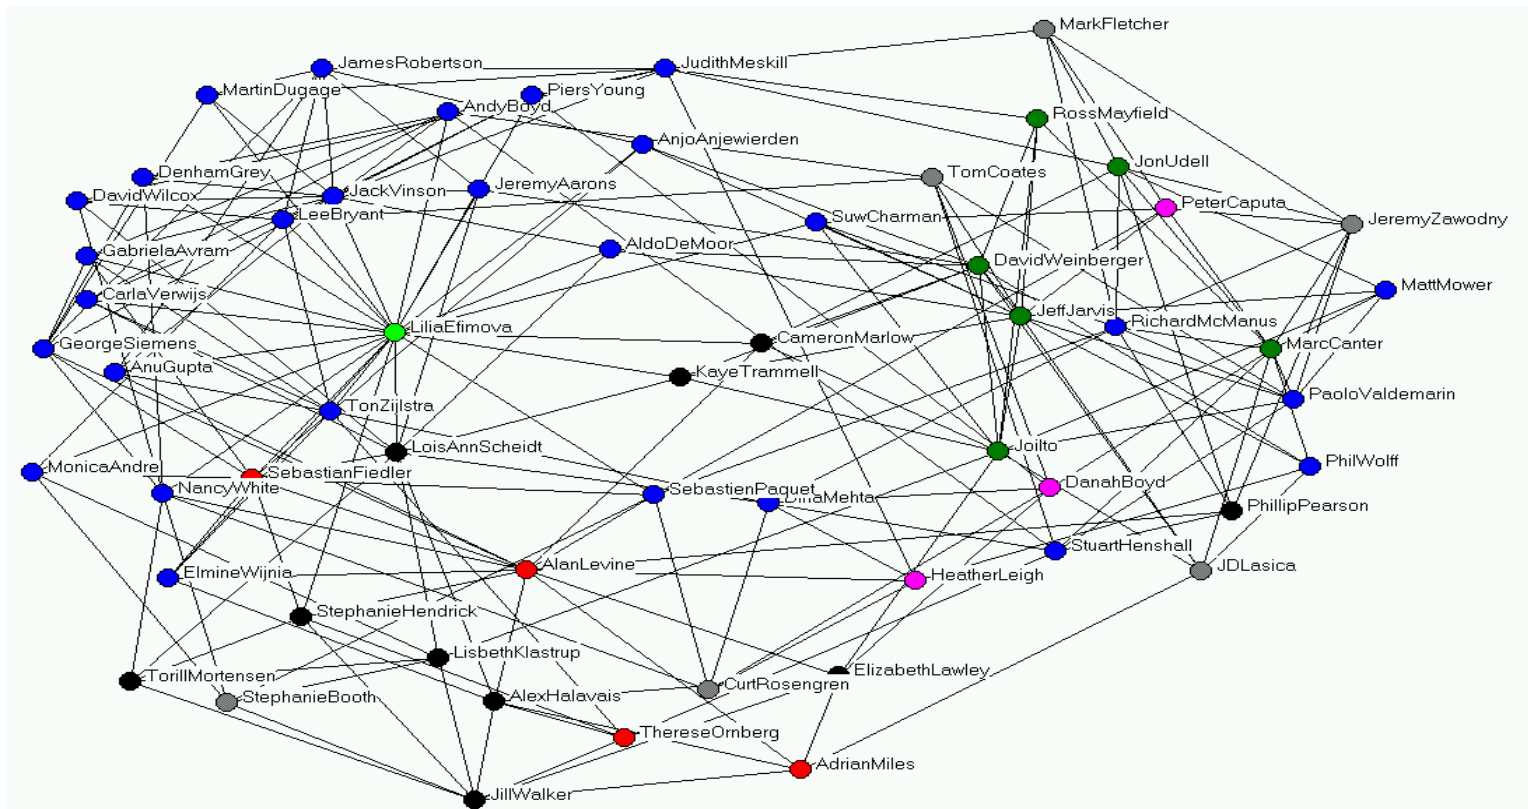 MarkFletcher
JamesRobertson
JudithMeskill
MartinDugage
PiersYoung
AndyBoyd
RossMayfield
AnjoAnjewierden
JonUdell
DenhamGrey
TomCoates
JackVinson
JeremyAarons
DavidWilcox
PeterCaputa
LeeBryant
SuwCharman
JeremyZawodny
GabrielaAvram
AldoDeMoor
DavidWeinberger
MattMower
CarlaVerwijs
JeffJarvis
RichardMcManus
LiliaEfimova
CameronMarlow
GeorgeSiemens
MarcCanter
AnuGupta
KayeTrammell
PaoloValdemarin
TonZijlstra
LoisAnnScheidt
JoiIto
MonicaAndre
SebastianFiedler
PhilWolff
NancyWhite
SebastienPaquet
DinaMehta
DanahBoyd
PhillipPearson
StuartHenshall
AlanLevine
ElmineWijnia
HeatherLeigh
JDLasica
StephanieHendrick
LisbethKlastrup
TorillMortensen
ElizabethLawley
StephanieBooth
AlexHalavais
CurtRosengren
ThereseOrnberg
AdrianMiles
JillWalker